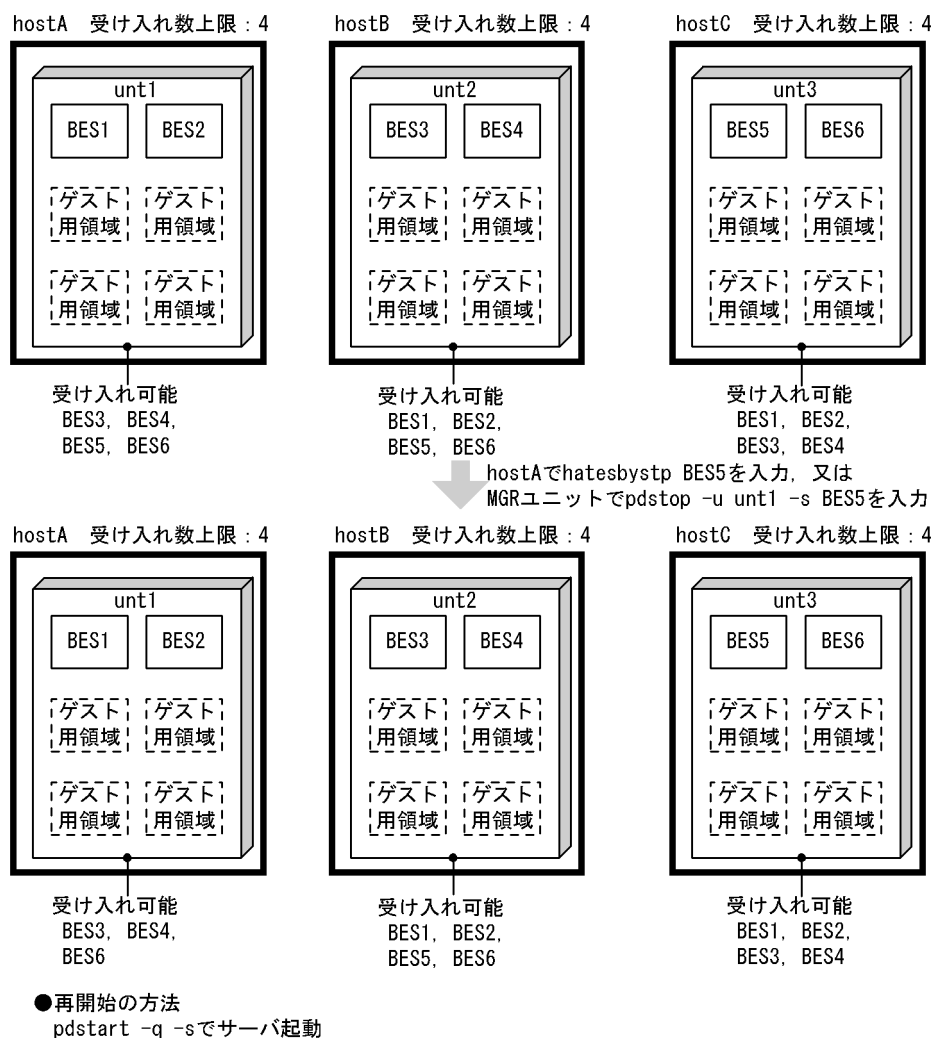 hostA 受け入れ数上限：4
hostB 受け入れ数上限：4
hostC 受け入れ数上限：4
unt1
BES1
BES2
ゲスト
用領域
ゲスト
用領域
ゲスト
用領域
ゲスト
用領域
受け入れ可能
BES3, BES4,
BES5, BES6
unt2
BES3
BES4
ゲスト
用領域
ゲスト
用領域
ゲスト
用領域
ゲスト
用領域
受け入れ可能
BES1, BES2,
BES5, BES6
unt3
BES5
BES6
ゲスト
用領域
ゲスト
用領域
ゲスト
用領域
ゲスト
用領域
受け入れ可能
BES1, BES2,
BES3, BES4
hostAでhatesbystp BES5を入力，又は
MGRユニットでpdstop -u unt1 -s BES5を入力
hostA 受け入れ数上限：4
hostB 受け入れ数上限：4
hostC 受け入れ数上限：4
unt1
BES1
BES2
ゲスト
用領域
ゲスト
用領域
ゲスト
用領域
ゲスト
用領域
受け入れ可能
BES3, BES4,
BES6
unt2
BES3
BES4
ゲスト
用領域
ゲスト
用領域
ゲスト
用領域
ゲスト
用領域
受け入れ可能
BES1, BES2,
BES5, BES6
unt3
BES5
BES6
ゲスト
用領域
ゲスト
用領域
ゲスト
用領域
ゲスト
用領域
受け入れ可能
BES1, BES2,
BES3, BES4
●再開始の方法
pdstart -q -sでサーバ起動